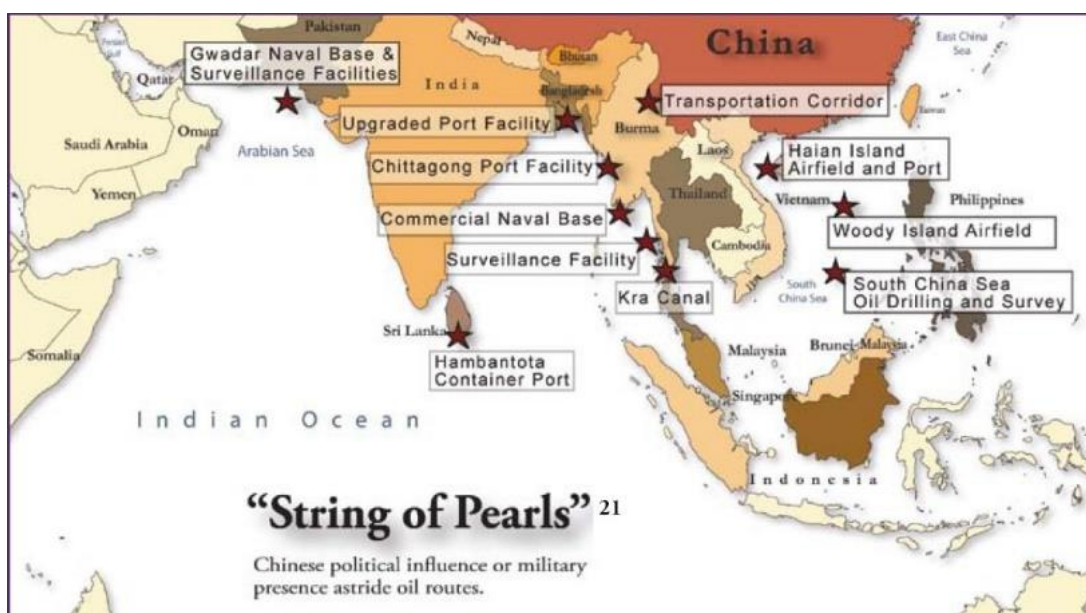 Pakistan
Nepal
China
East China
Sea
Persian
Gulf
Gwadar Naval Base &
Surveillance Facilities
Bhutan
Qatar
India
Bangladesh
Transportation Corridor
Taiwan
Oman
Upgraded Port Facility
Burma
Saudi Arabia
Arabian Sea
Laos
Haian Island
Airfield and Port
Chittagong Port Facility
Thailand
Yemen
Vietnam
Philippines
Commercial Naval Base
Woody Island Airfield
Cambodia
Surveillance Facility
South
China Sea
South China Sea
Oil Drilling and Survey
Kra Canal
Sri Lanka
Somalia
Hambantota
Container Port
Malaysia
Brunei
Malaysia
Singapore
Indian Ocean
Indonesia
“String of Pearls” 21
Chinese political influence or military
presence astride oil routes.